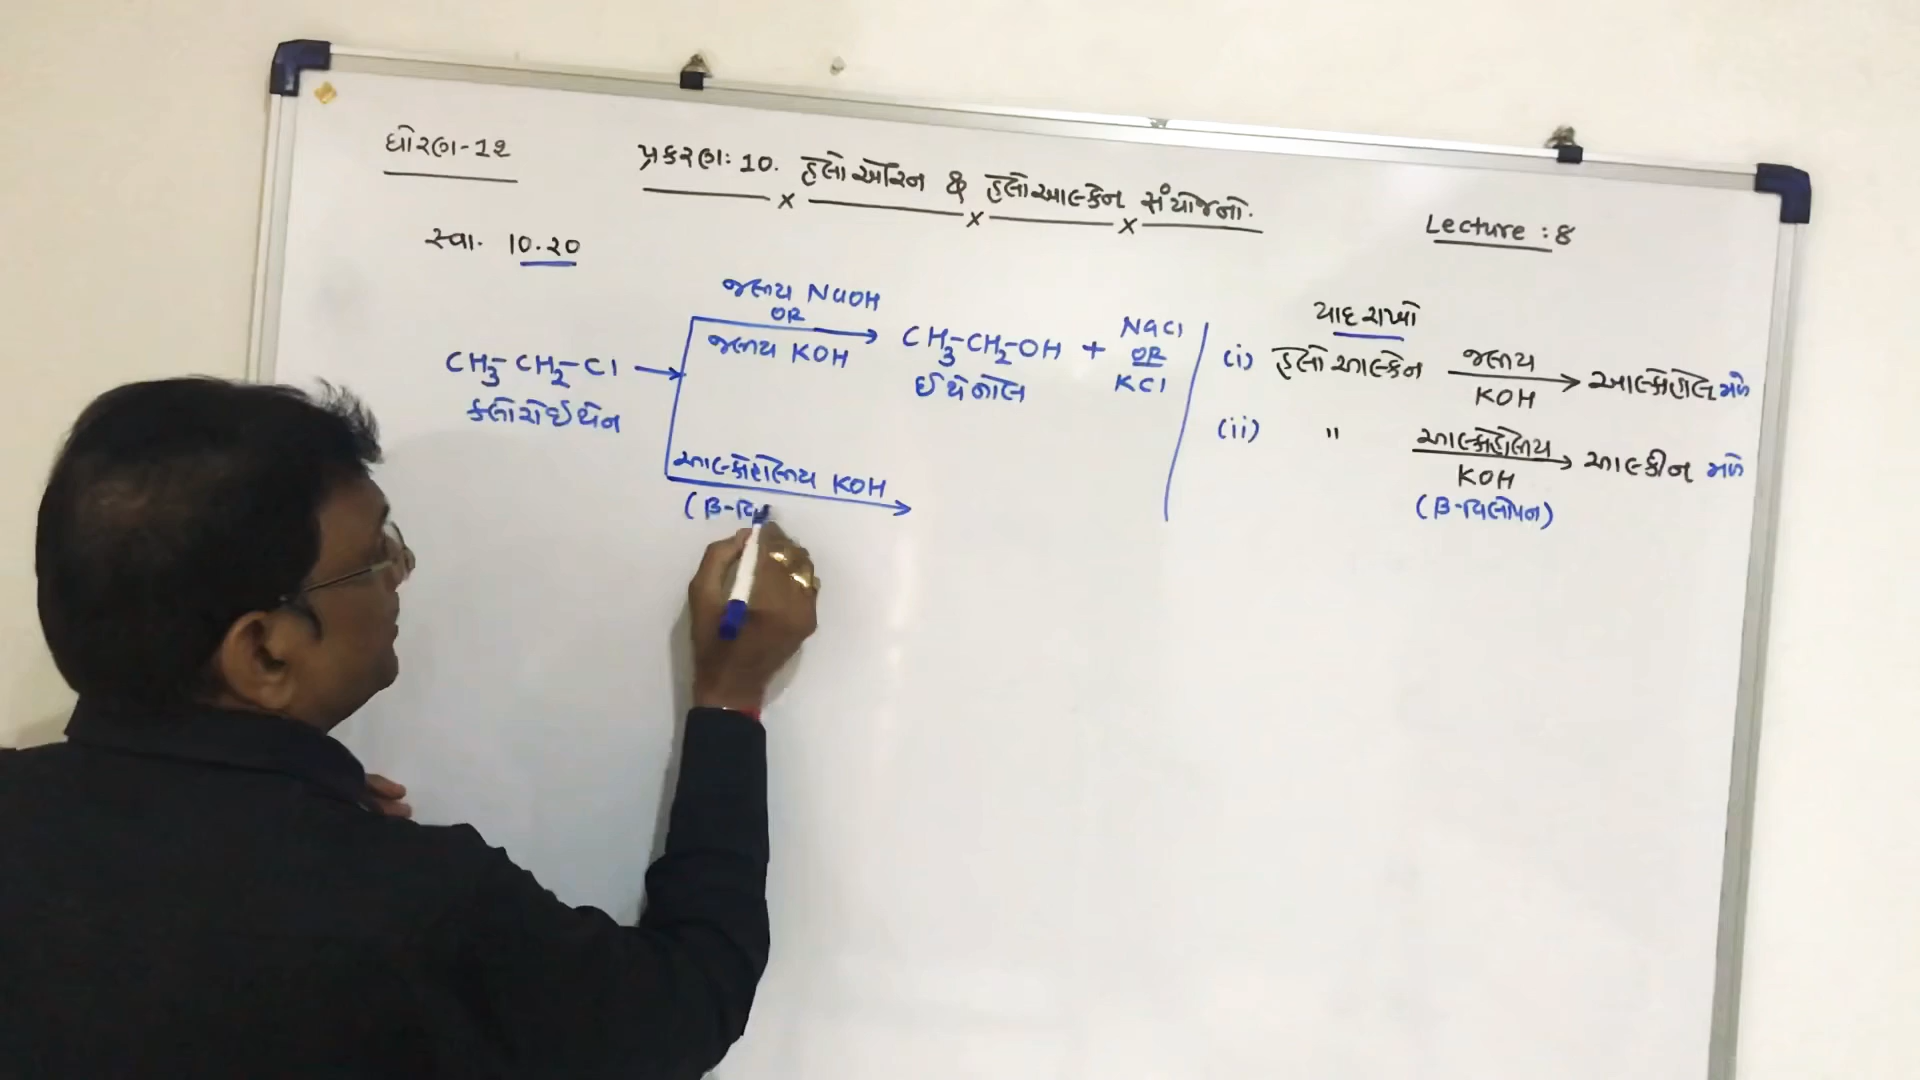 ધોરણ-૧૨
પ્રકરણ: 10. હેલોએરિન & હેલોઆલ્કેન સંયોજનો.
Lecture : 8
સ્વા. 10.20
જલીય NaOH
OR
જલીય KOH
CH3-CH2-Cl
ક્લોરોઈથેન
CH3-CH2-OH + NaCl
OR
KCl
ઈથેનોલ
આલ્કોહોલિય KOH
(β-વિ
યાદ રાખો
(i) હેલોઆલ્કેન જલીય KOH આલ્કોહોલ મળે
(ii) " આલ્કોહોલિય KOH આલ્કીન મળે
(β-વિલોપન)